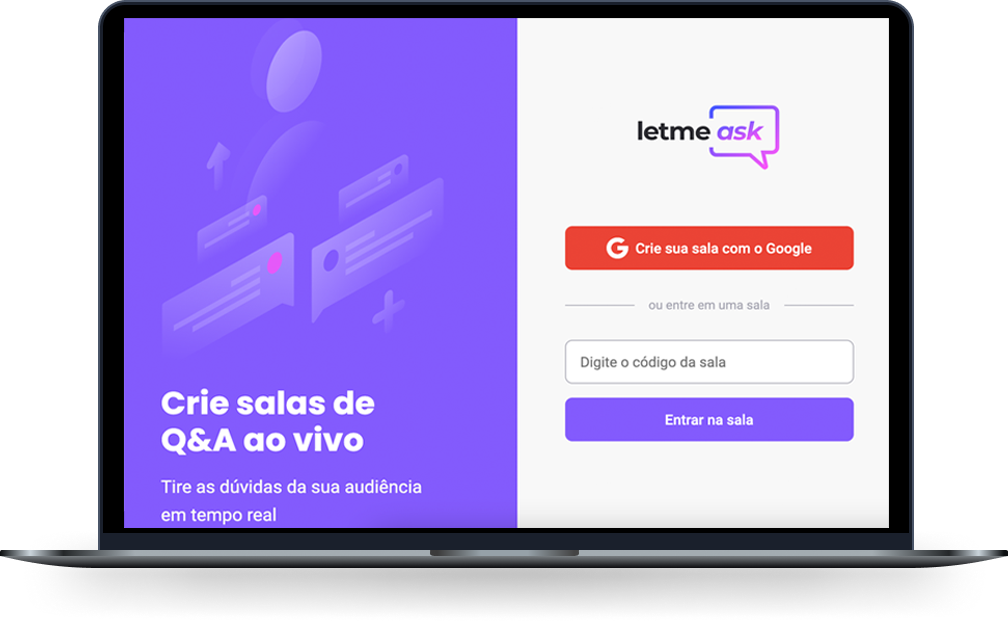 Crie salas de
Q&A ao vivo
Tire as dúvidas da sua audiência
em tempo real
letme ask
Crie sua sala com o Google
ou entre em uma sala
Digite o código da sala
Entrar na sala